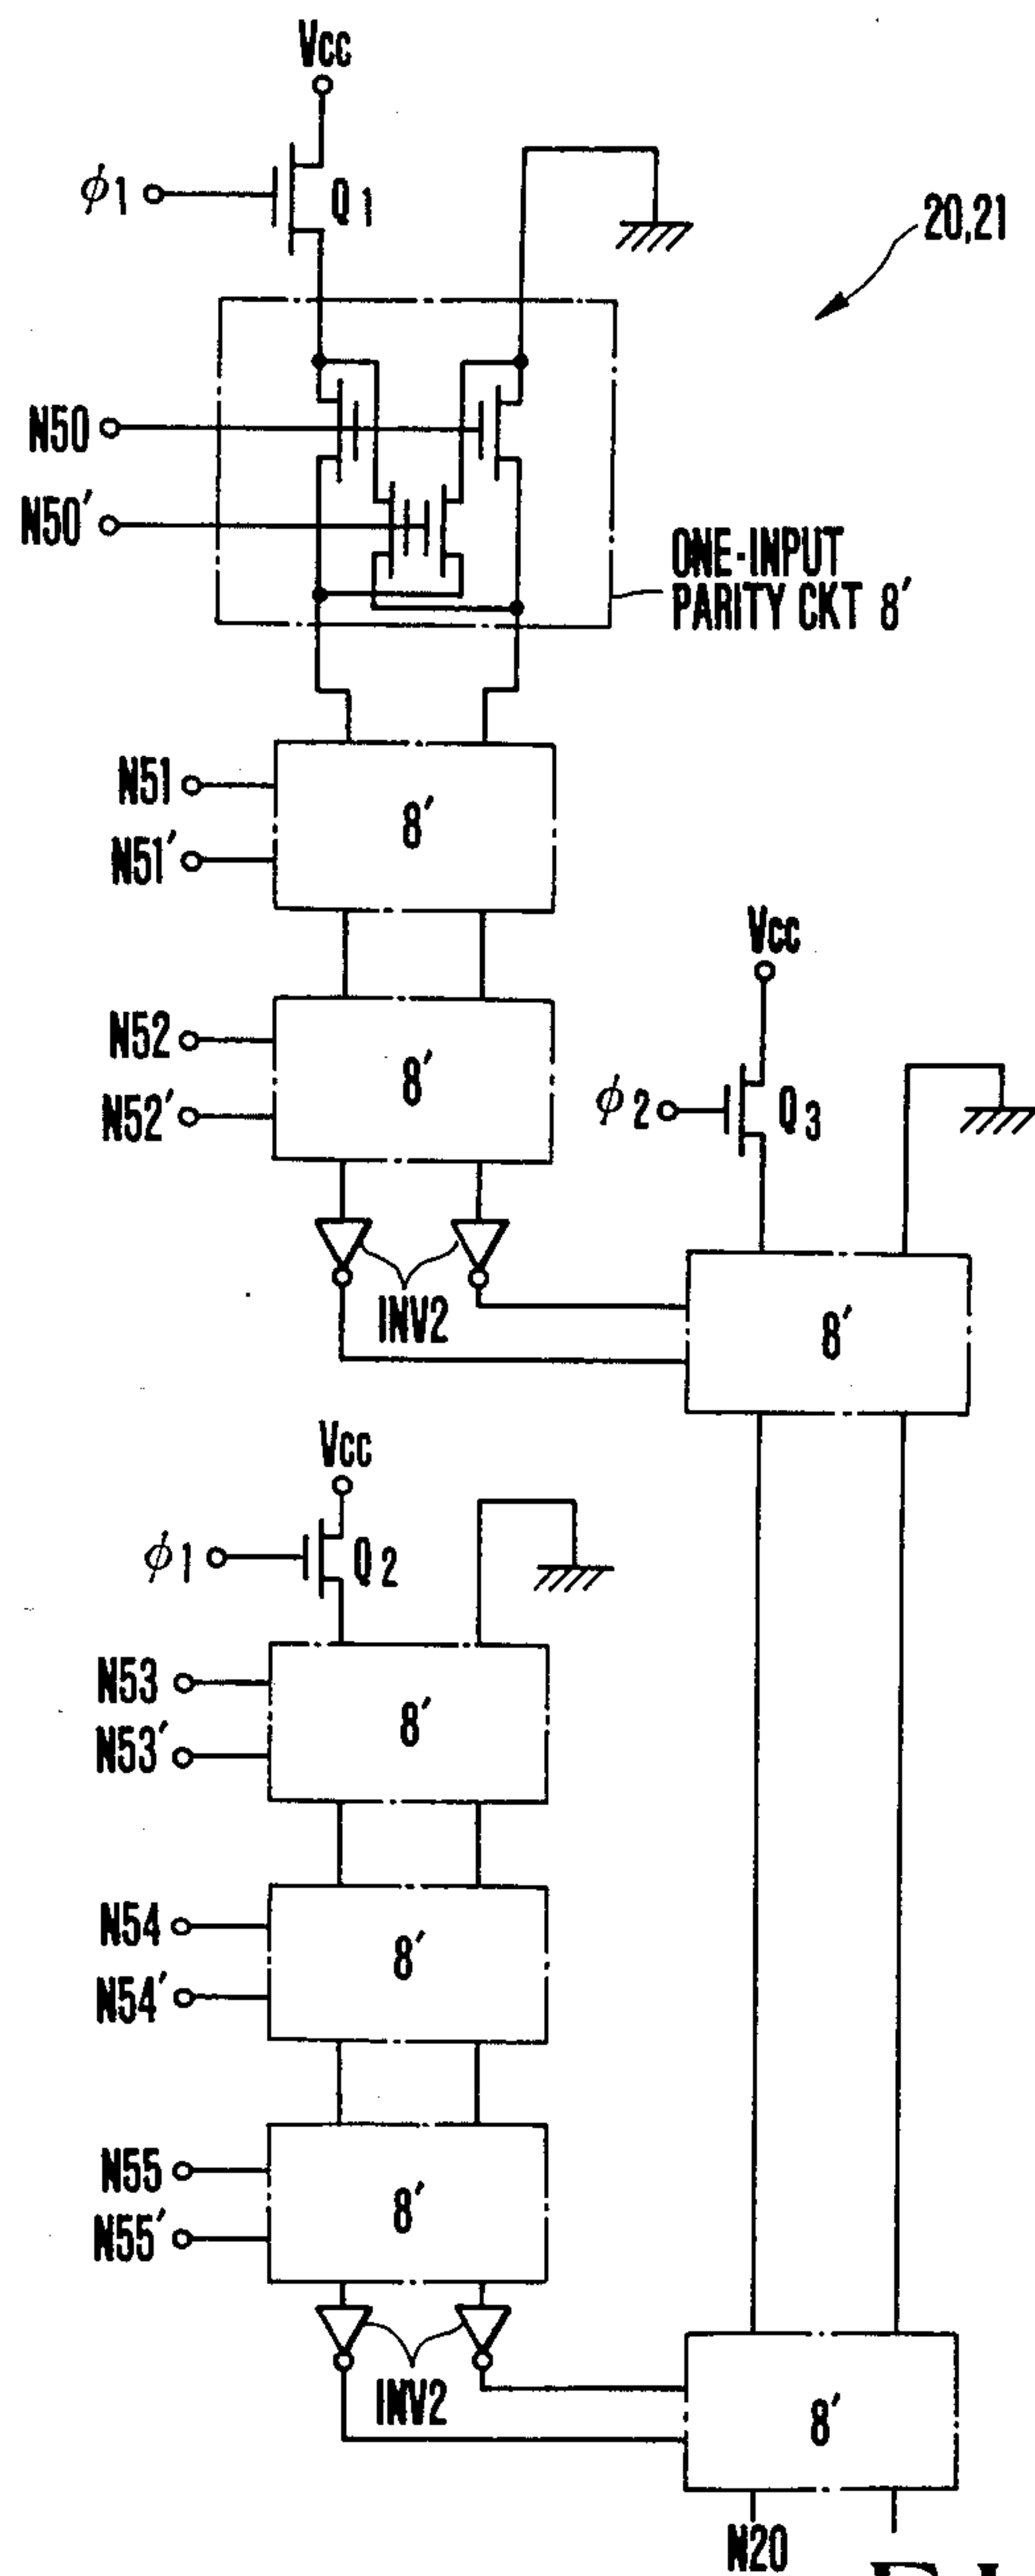 Vcc
φ1
Q1
20,21
N50
N50′
ONE-INPUT
PARITY CKT 8′
N51
N51′
8′
Vcc
N52
N52′
8′
φ2
Q3
INV2
8′
Vcc
φ1
Q2
N53
N53′
8′
N54
N54′
8′
N55
N55′
8′
INV2
8′
N20